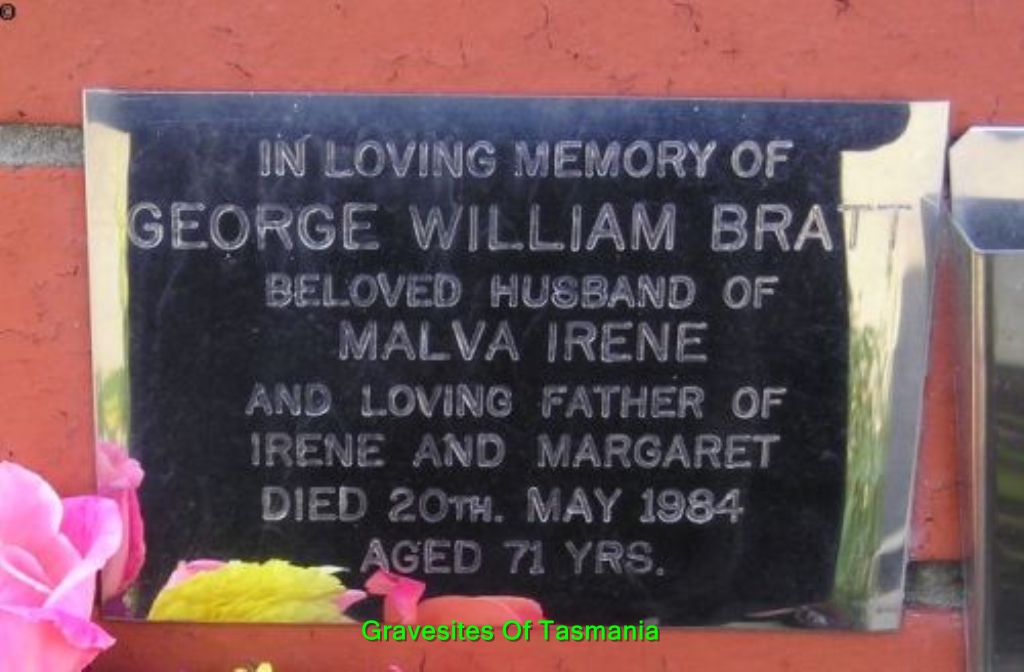 IN LOVING MEMORY OF
GEORGE WILLIAM BRATT
BELOVED HUSBAND OF
MALVA IRENE
AND LOVING FATHER OF
IRENE AND MARGARET
DIED 20TH. MAY 1984
AGED 71 YRS.
Gravesites Of Tasmania